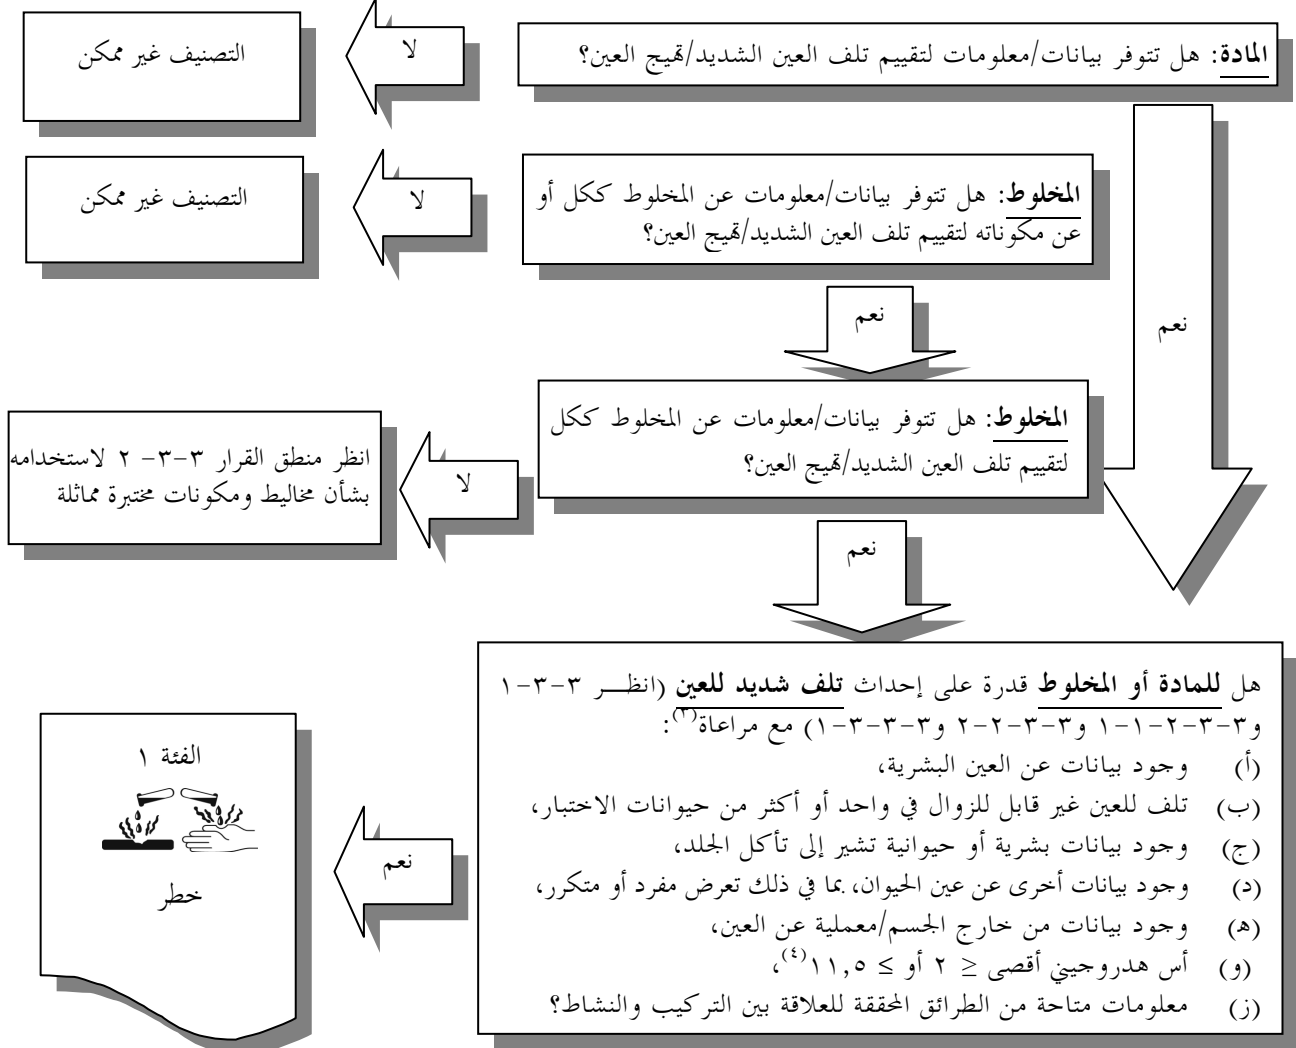 المادة: هل تتوفر بيانات/معلومات لتقييم تلف العين الشديد/تهيج العين؟
لا
التصنيف غير ممكن
المخلوط: هل تتوفر بيانات/معلومات عن المخلوط ككل أو
عن مكوناته لتقييم تلف العين الشديد/تهيج العين؟
لا
التصنيف غير ممكن
نعم
نعم
المخلوط: هل تتوفر بيانات/معلومات عن المخلوط ككل
لتقييم تلف العين الشديد/تهيج العين؟
لا
انظر منطق القرار ٣-٣- ٢ لاستخدامه
بشأن مخاليط ومكونات مختبرة مماثلة
نعم
هل للمادة أو المخلوط قدرة على إحداث تلف شديد للعين (انظـــر ٣-٣-١
و٣-٣-٢-١-١ و٣-٣-٢-٢ و٣-٣-٣-١) مع مراعاة(٣):
(أ) وجود بيانات عن العين البشرية،
(ب) تلف للعين غير قابل للزوال في واحد أو أكثر من حيوانات الاختبار،
(ج) وجود بيانات بشرية أو حيوانية تشير إلى تأكل الجلد،
(د) وجود بيانات أخرى عن عين الحيوان، بما في ذلك تعرض مفرد أو متكرر،
(ه) وجود بيانات من خارج الجسم/معملية عن العين،
(و) أس هدروجيني أقصى ≤ ٢ أو ≥ ١١,٥(٤)،
(ز) معلومات متاحة من الطرائق المحققة للعلاقة بين التركيب والنشاط؟
نعم
الفئة ١
خطر